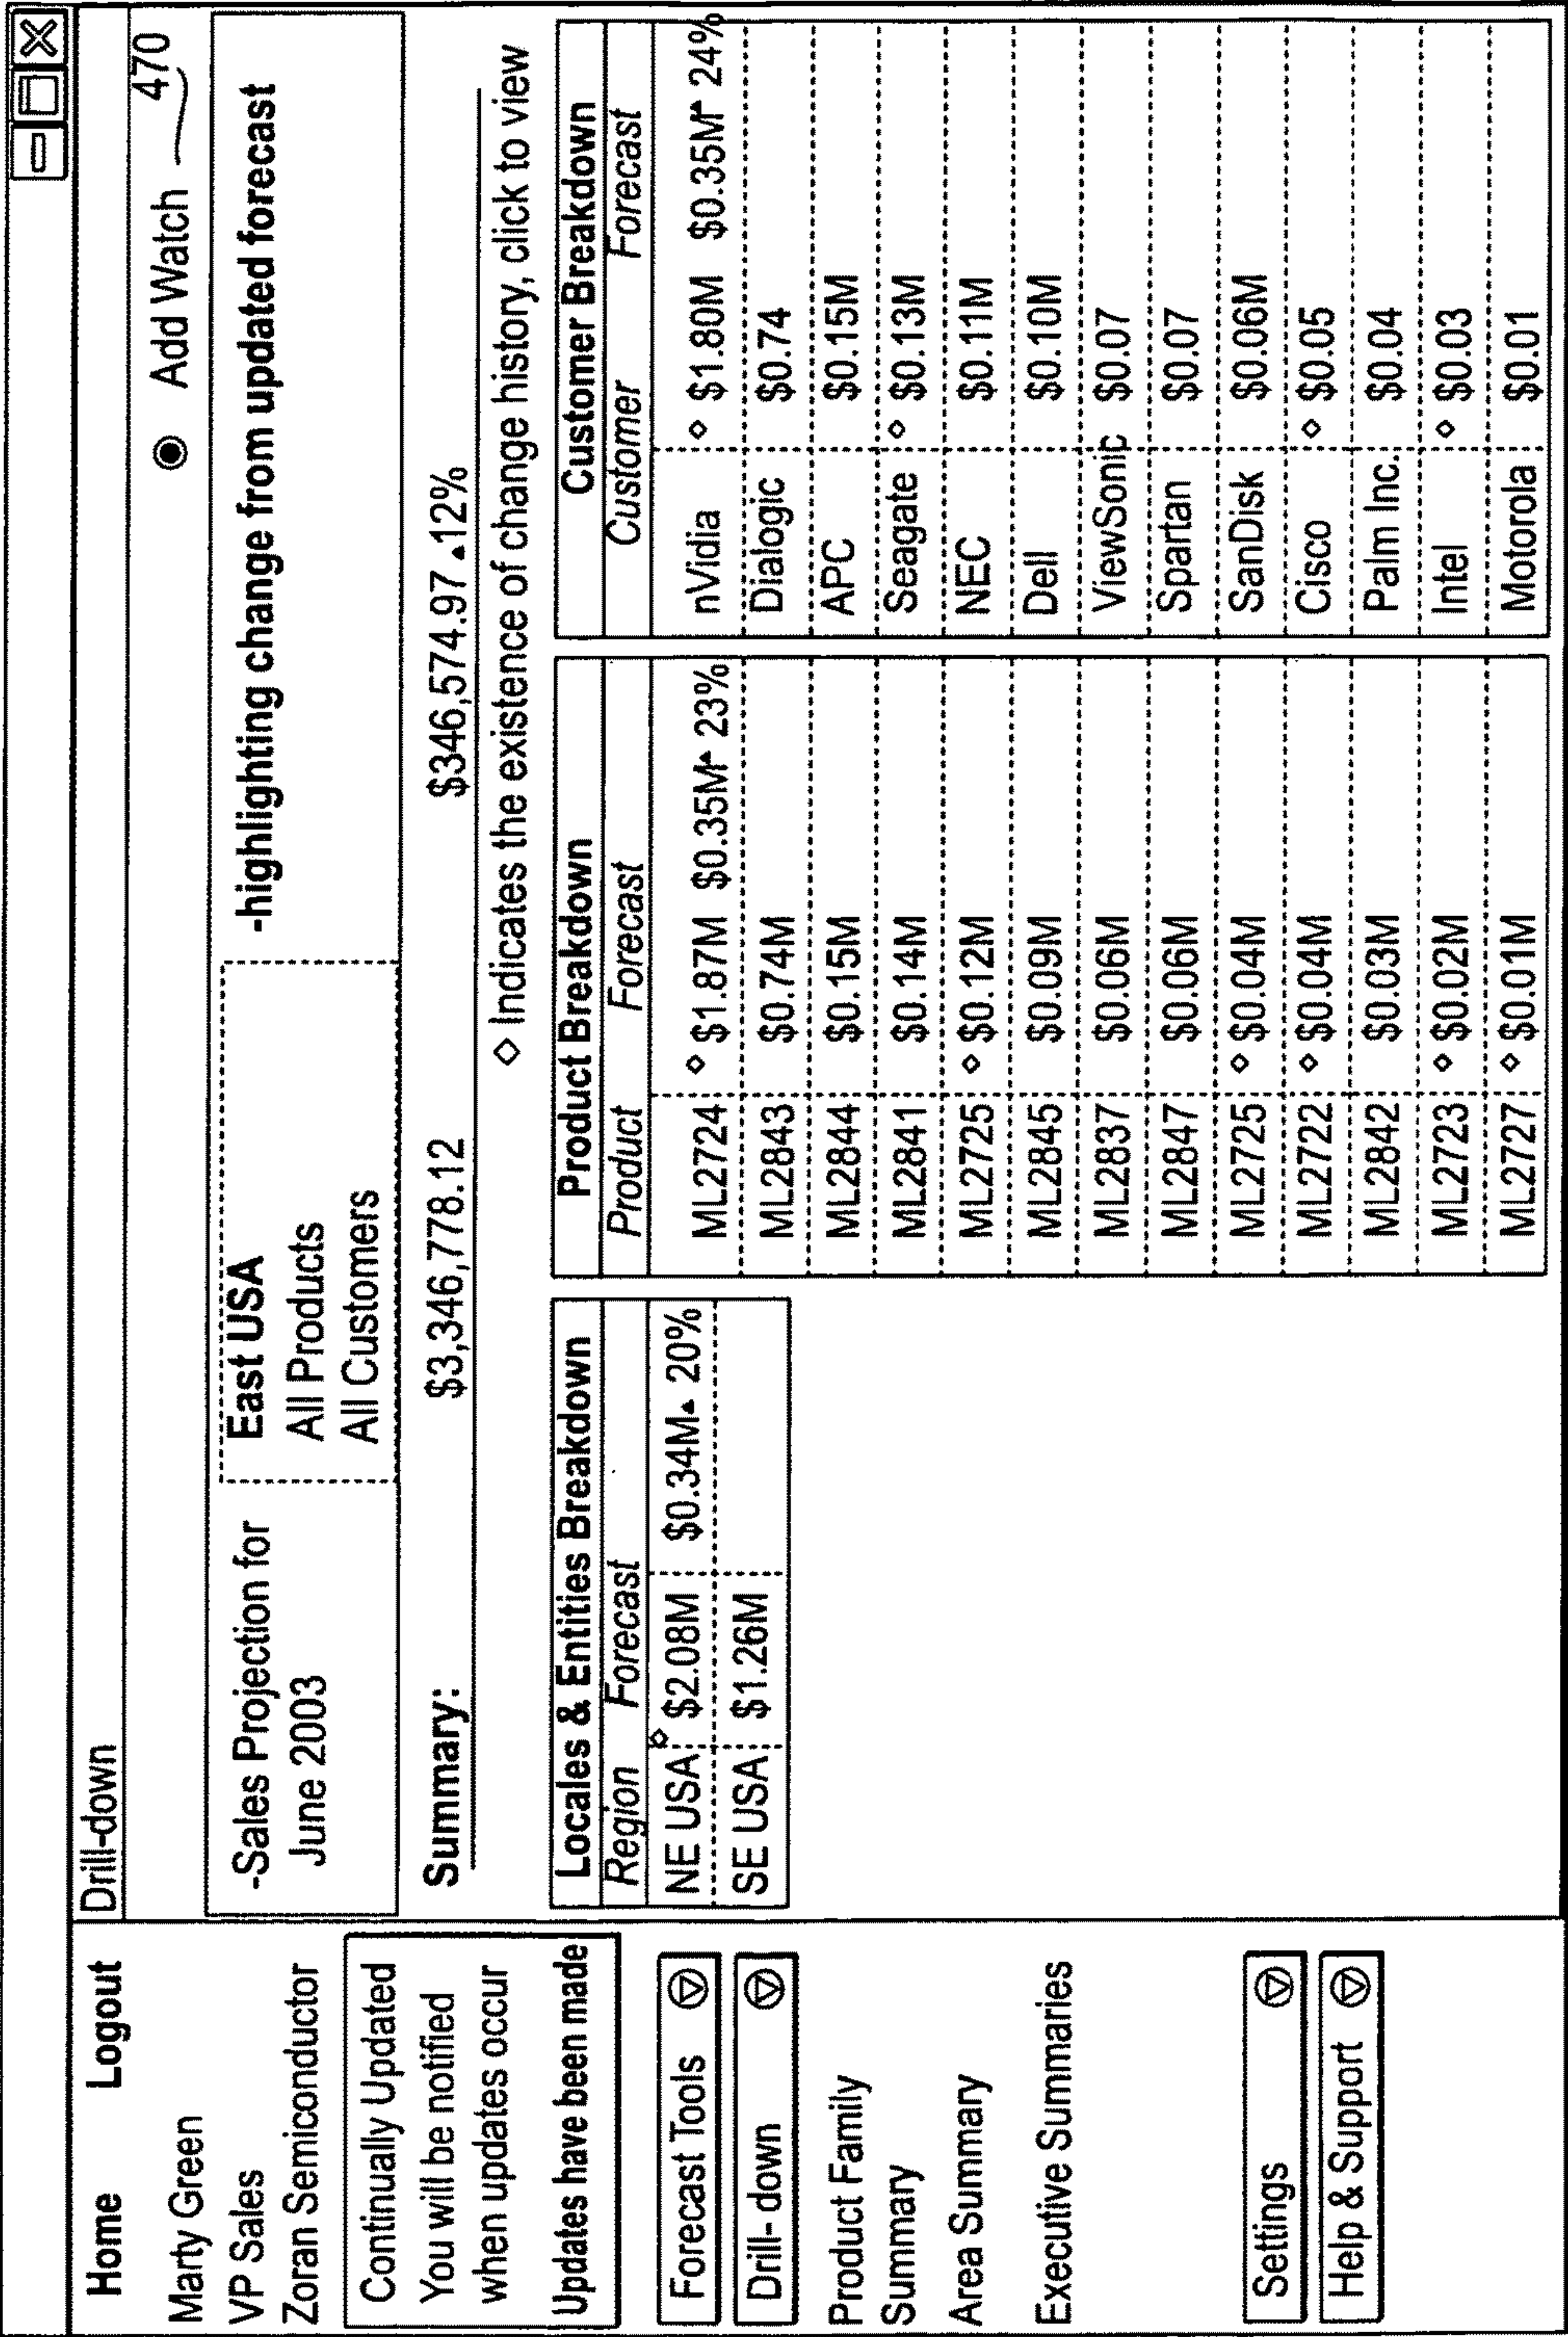 Home Logout
Marty Green
VP Sales
Zoran Semiconductor
Continually Updated
You will be notified
when updates occur
Updates have been made
Forecast Tools
Drill- down
Product Family
Summary
Area Summary
Executive Summaries
Settings
Help & Support
Drill-down
Add Watch 470
-Sales Projection for
June 2003
East USA
All Products
All Customers
-highlighting change from updated forecast
Summary: $3,346,778.12 $346,574.97 ▲12%
◇ Indicates the existence of change history, click to view
Locales & Entities Breakdown
Region Forecast
NE USA ◇ $2.08M $0.34M▲ 20%
SE USA $1.26M
Product Breakdown
Product Forecast
ML2724 ◇ $1.87M $0.35M▲ 23%
ML2843 $0.74M
ML2844 $0.15M
ML2841 $0.14M
ML2725 ◇ $0.12M
ML2845 $0.09M
ML2837 $0.06M
ML2847 $0.06M
ML2725 ◇ $0.04M
ML2722 ◇ $0.04M
ML2842 $0.03M
ML2723 ◇ $0.02M
ML2727 ◇ $0.01M
Customer Breakdown
Customer Forecast
nVidia ◇ $1.80M $0.35M▲ 24%
Dialogic $0.74
APC $0.15M
Seagate ◇ $0.13M
NEC $0.11M
Dell $0.10M
ViewSonic $0.07
Spartan $0.07
SanDisk $0.06M
Cisco ◇ $0.05
Palm Inc. $0.04
Intel ◇ $0.03
Motorola $0.01